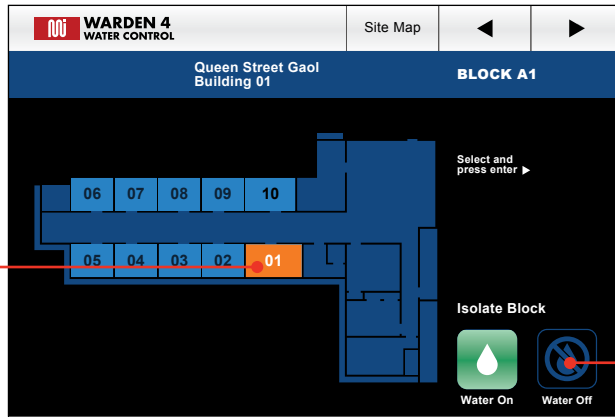 WARDEN 4
WATER CONTROL
Site Map
Queen Street Gaol
Building 01
BLOCK A1
Select and
press enter
06 07 08 09 10
05 04 03 02 01
Isolate Block
Water On Water Off